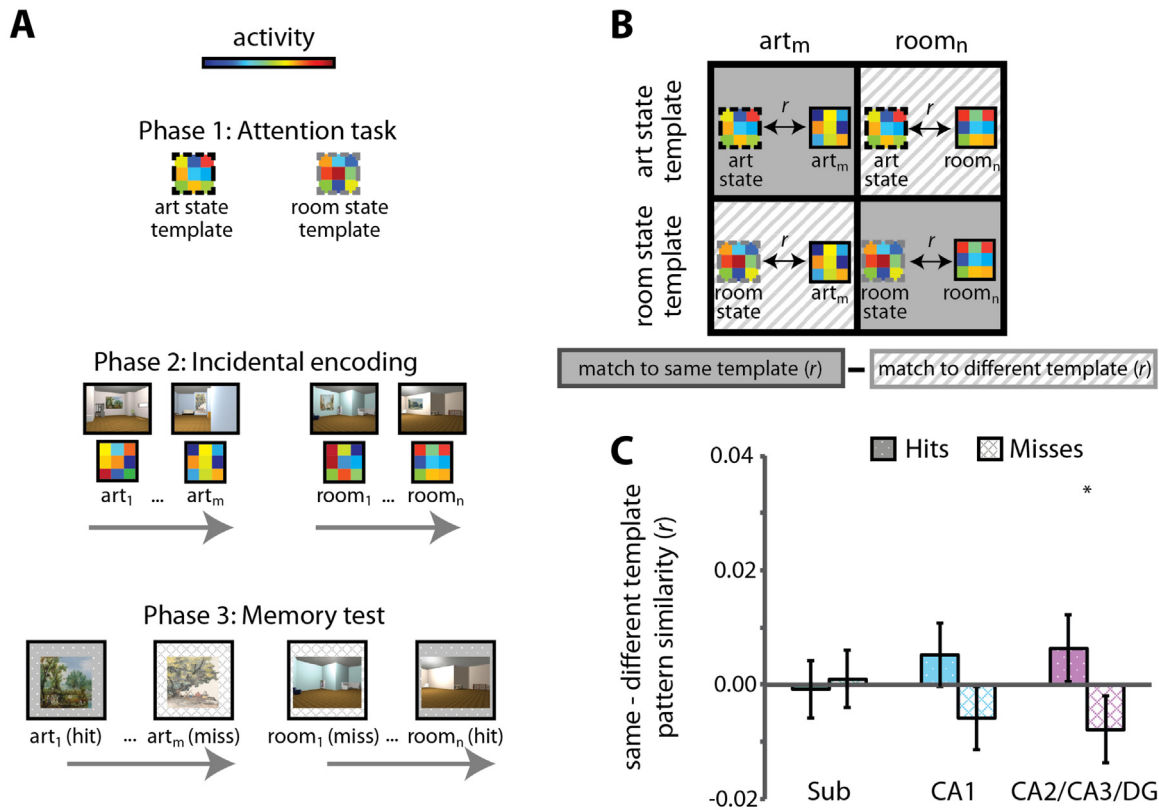 A
activity
Phase 1: Attention task
art state
template
room state
template
Phase 2: Incidental encoding
art1 ... artm
room1 ... roomn
Phase 3: Memory test
art1 (hit) ... artm (miss)
room1 (miss) ... roomn (hit)
B
artm
roomn
art state
template
r
art
state
artm
r
art
state
roomn
room state
template
r
room
state
artm
r
room
state
roomn
match to same template (r) – match to different template (r)
C
Hits
Misses
same - different template
pattern similarity (r)
0.04
0.02
0.00
-0.02
*
Sub
CA1
CA2/CA3/DG